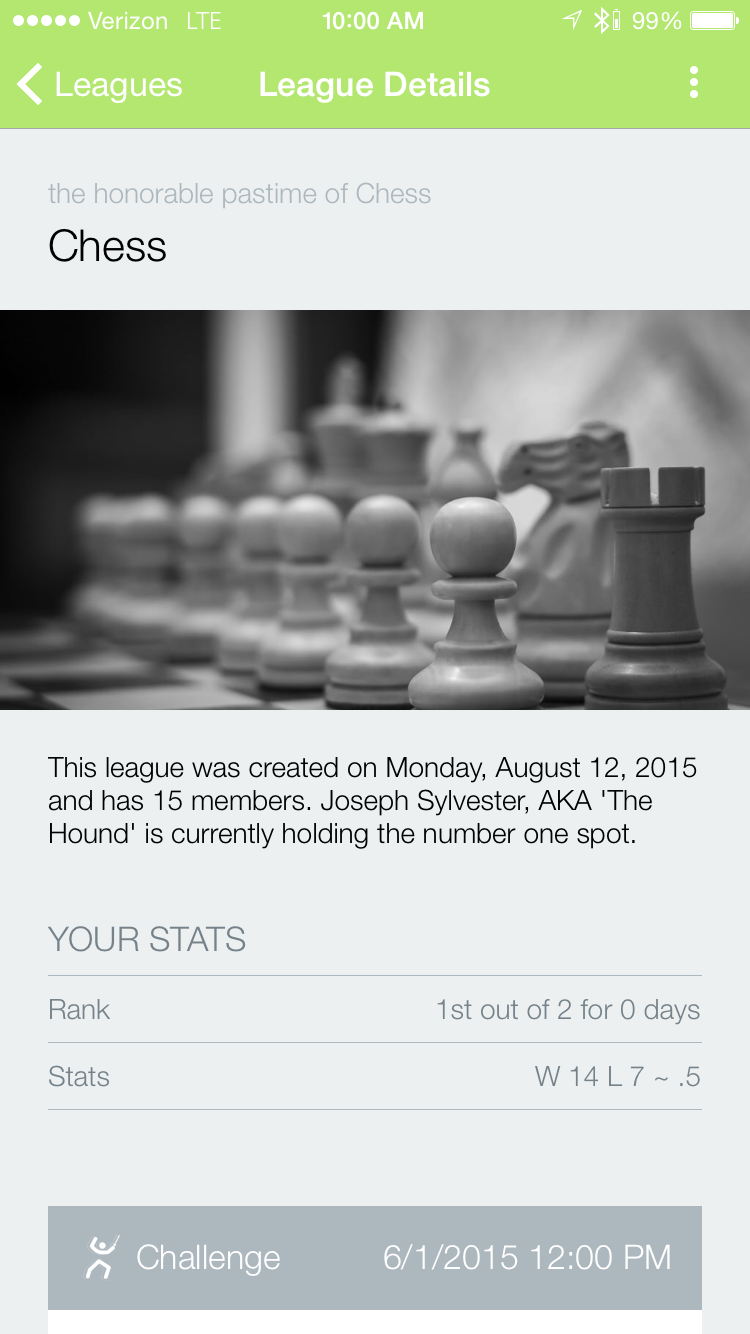 Verizon LTE 10:00 AM 99%
Leagues League Details
the honorable pastime of Chess
Chess
This league was created on Monday, August 12, 2015
and has 15 members. Joseph Sylvester, AKA 'The
Hound' is currently holding the number one spot.
YOUR STATS
Rank 1st out of 2 for 0 days
Stats W 14 L 7 ~ .5
Challenge 6/1/2015 12:00 PM